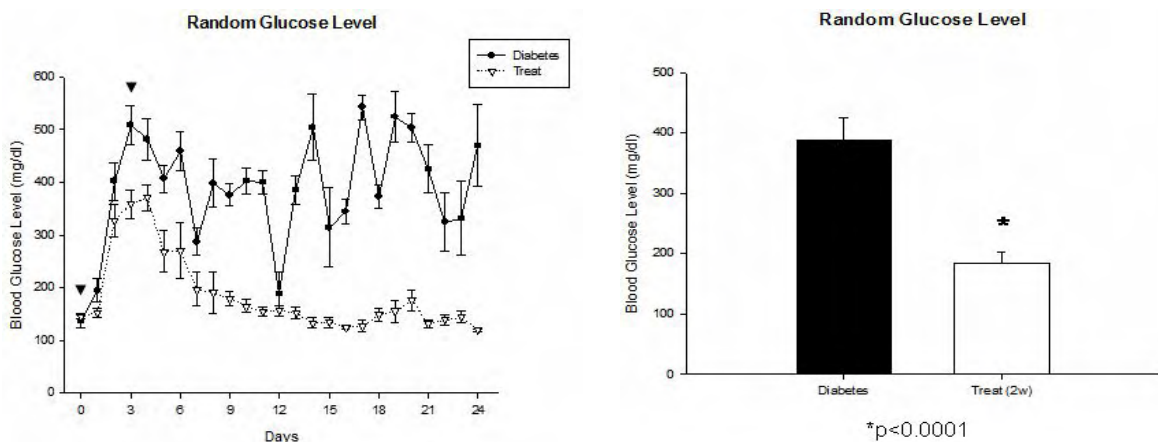 Random Glucose Level
Diabetes
Treat
Blood Glucose Level (mg/dl)
600
500
400
300
200
100
0
0 3 6 9 12 15 18 21 24
Days
Random Glucose Level
Blood Glucose Level (mg/dl)
500
400
300
200
100
0
*
Diabetes Treat (2w)
*p<0.0001